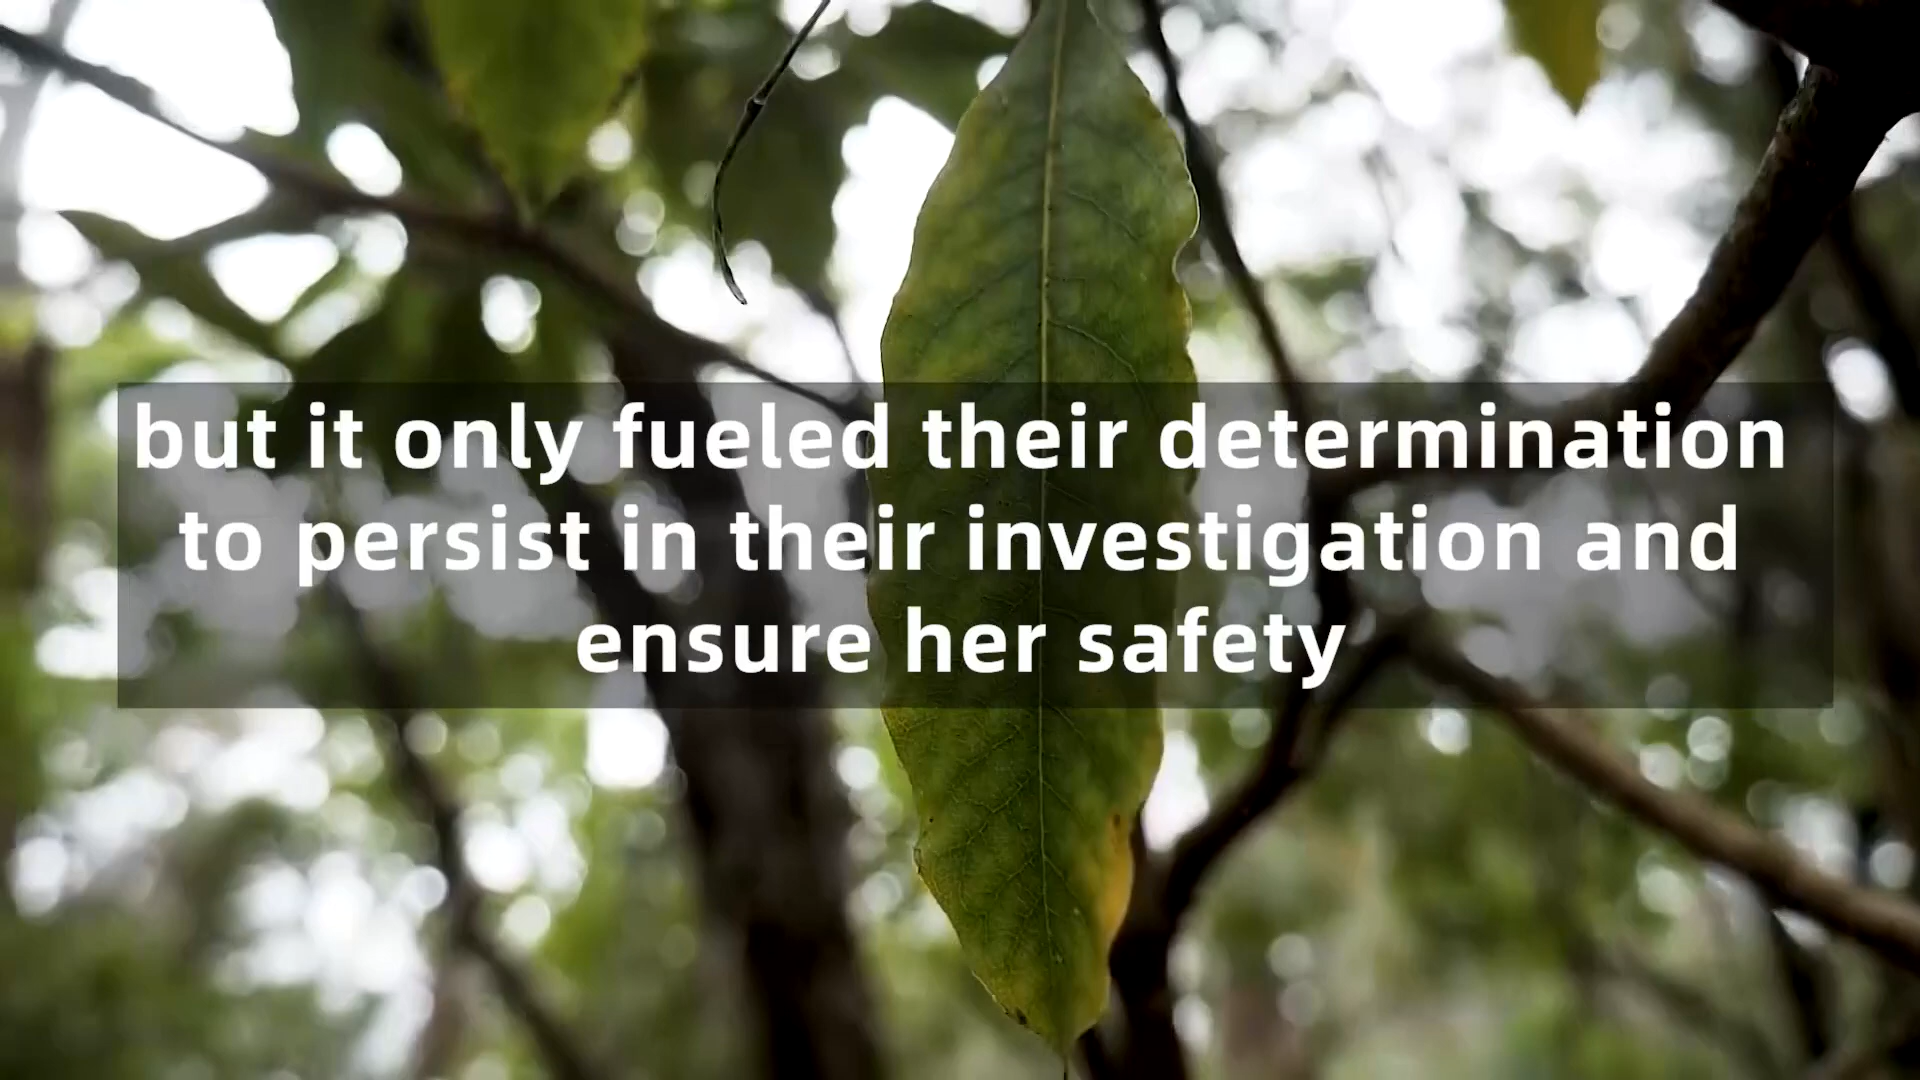 but it only fueled their determination
to persist in their investigation and
ensure her safety